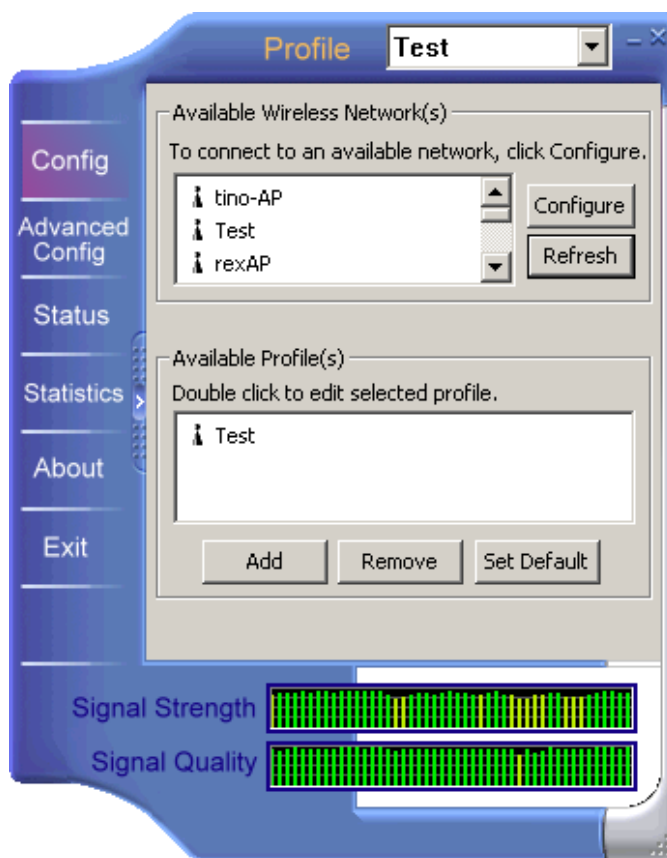 Profile
Test
Config
Advanced
Config
Status
Statistics
About
Exit
Available Wireless Network(s)
To connect to an available network, click Configure.
tino-AP
Test
rexAP
Configure
Refresh
Available Profile(s)
Double click to edit selected profile.
Test
Add
Remove
Set Default
Signal Strength
Signal Quality